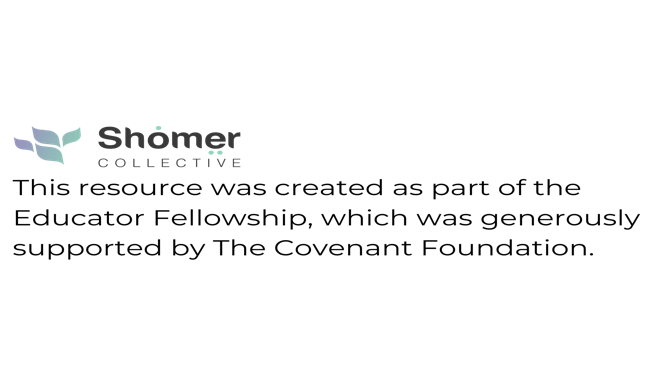 Shomer
COLLECTIVE
This resource was created as part of the
Educator Fellowship, which was generously
supported by The Covenant Foundation.